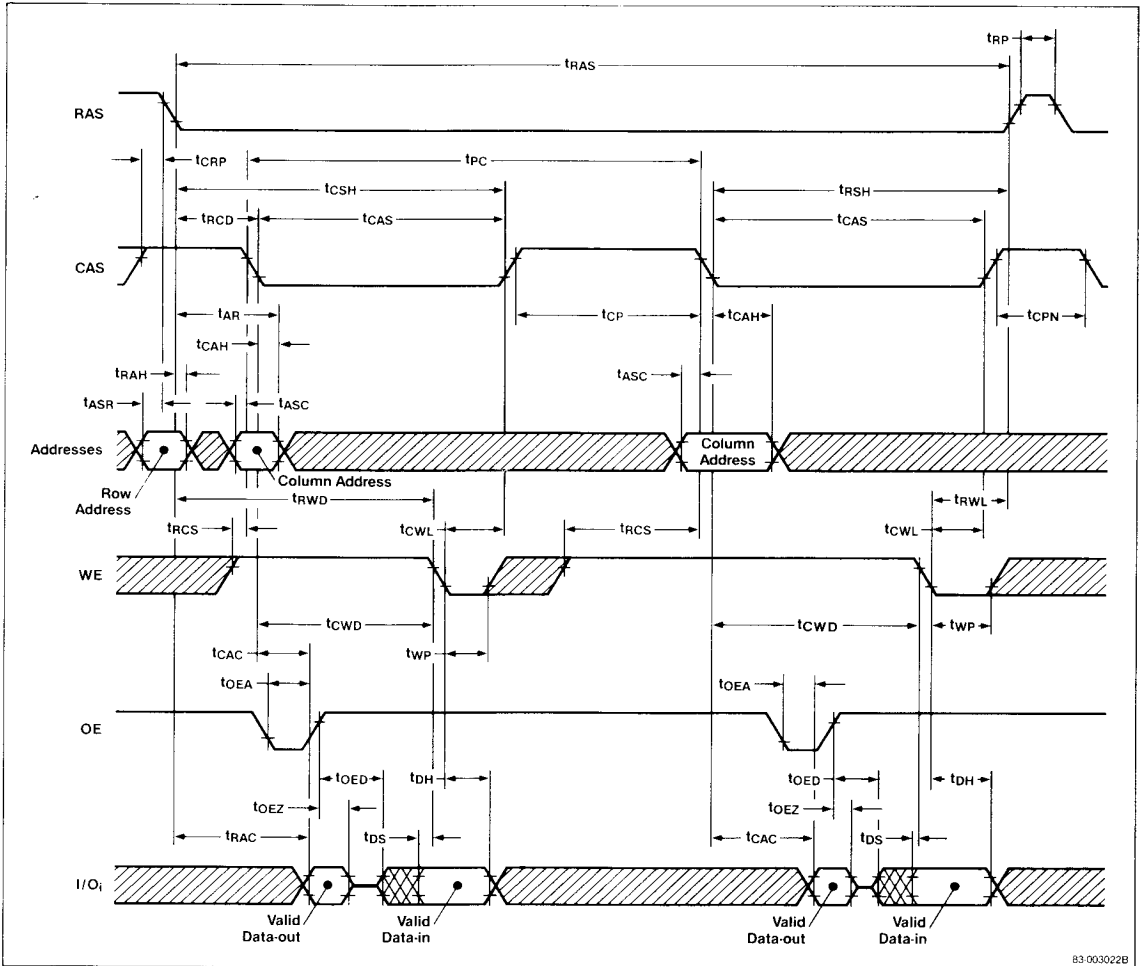 tRP
tRAS
RAS
tCRP
tPC
tCSH
tRSH
tRCD
tCAS
tCAS
CAS
tAR
tCP
tCAH
tCPN
tCAH
tRAH
tASC
tASR
tASC
Addresses
Column
Address
Row
Address
Column Address
tRWD
tRWL
tRCS
tCWL
tRCS
tCWL
WE
tCWD
tCWD
tCAC
tWP
tWP
tOEA
tOEA
OE
tOED
tDH
tOED
tDH
tOEZ
tOEZ
tRAC
tDS
tCAC
tDS
I/Oi
Valid
Data-out
Valid
Data-in
Valid
Data-out
Valid
Data-in
83-003022B